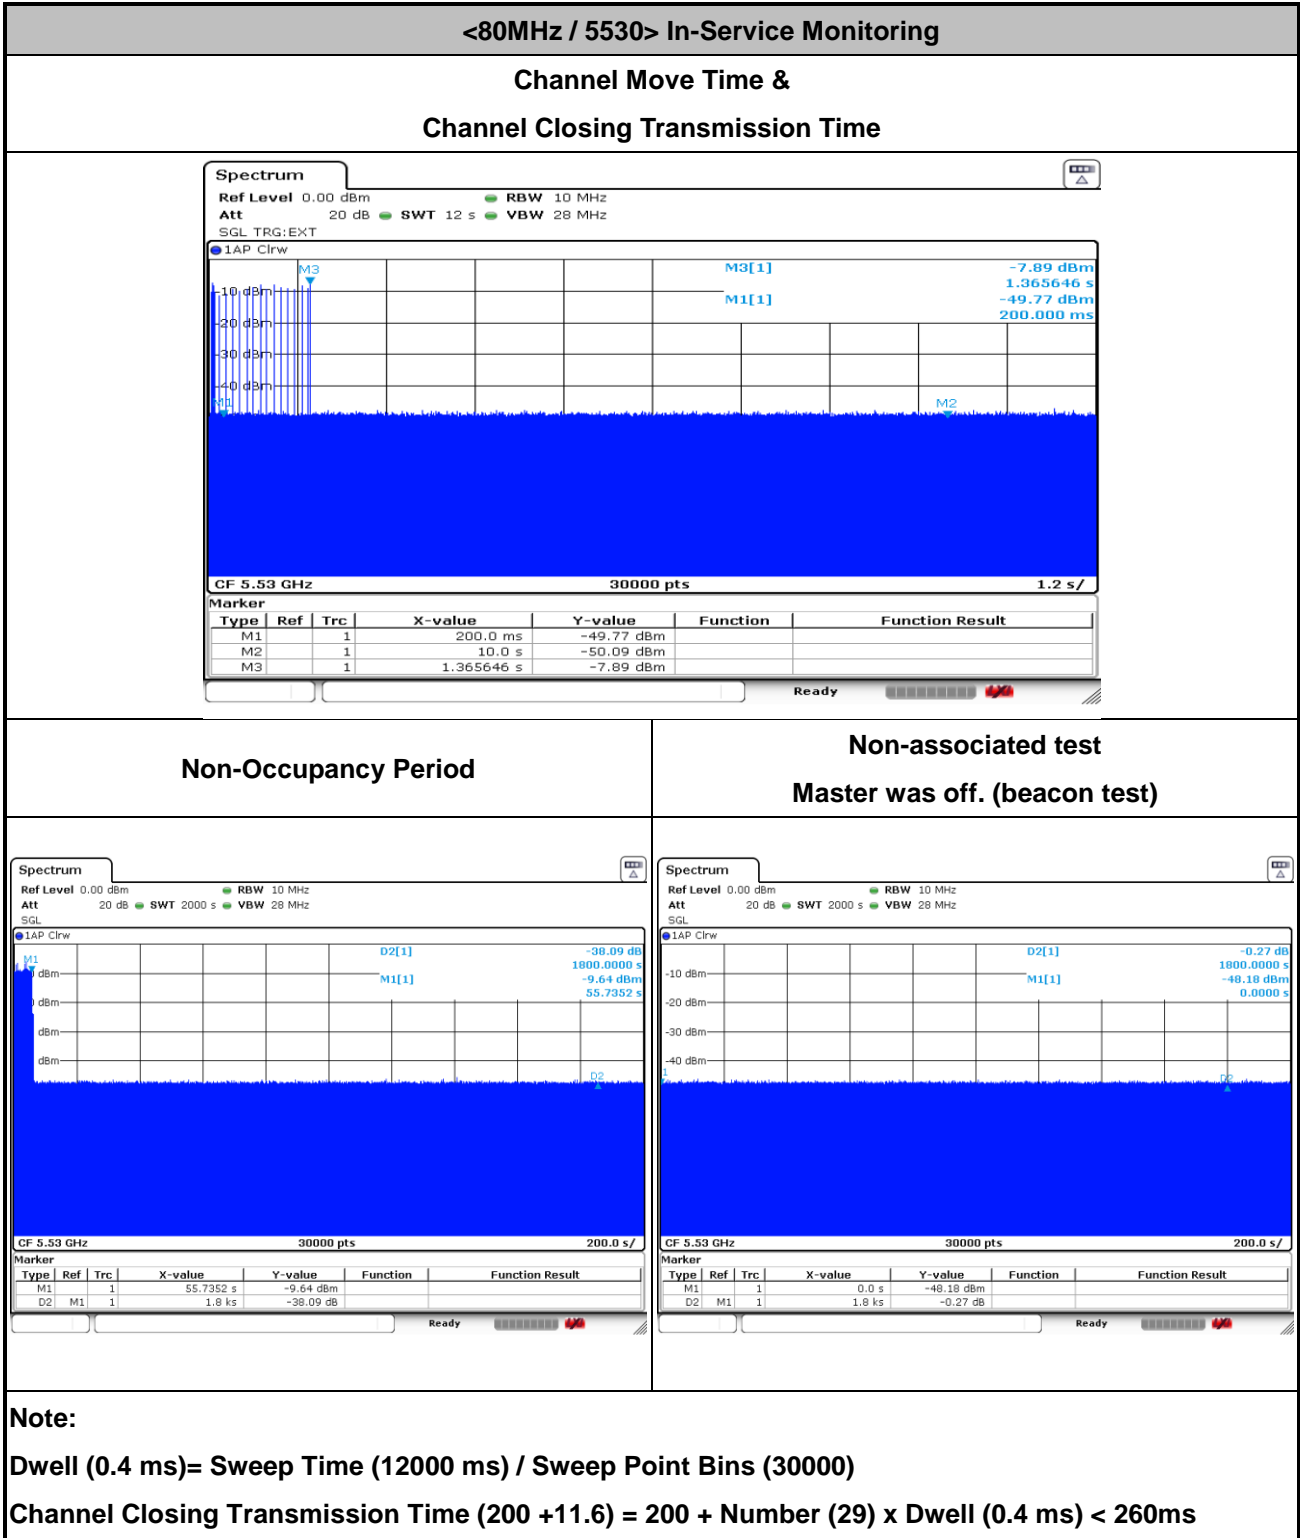 <80MHz / 5530> In-Service Monitoring
Channel Move Time &
Channel Closing Transmission Time
Spectrum
Ref Level 0.00 dBm RBW 10 MHz
Att 20 dB SWT 12 s VBW 28 MHz
SGL TRG:EXT
1AP Clrw
M3 M3[1] -7.89 dBm
1.365646 s
-10 dBm M1[1] -49.77 dBm
200.000 ms
-20 dBm
-30 dBm
-40 dBm
M1 M2
CF 5.53 GHz 30000 pts 1.2 s/
Marker
Type Ref Trc X-value Y-value Function Function Result
M1 1 200.0 ms -49.77 dBm
M2 1 10.0 s -50.09 dBm
M3 1 1.365646 s -7.89 dBm
Ready
Non-Occupancy Period
Non-associated test
Master was off. (beacon test)
Spectrum
Ref Level 0.00 dBm RBW 10 MHz
Att 20 dB SWT 2000 s VBW 28 MHz
SGL
1AP Clrw
D2[1] -38.09 dB
1800.0000 s
M1 M1[1] -9.64 dBm
55.7352 s
dBm
dBm
dBm
dBm
D2
CF 5.53 GHz 30000 pts 200.0 s/
Marker
Type Ref Trc X-value Y-value Function Function Result
M1 1 55.7352 s -9.64 dBm
D2 M1 1 1.8 ks -38.09 dB
Ready
Spectrum
Ref Level 0.00 dBm RBW 10 MHz
Att 20 dB SWT 2000 s VBW 28 MHz
SGL
1AP Clrw
D2[1] -0.27 dB
1800.0000 s
-10 dBm M1[1] -48.18 dBm
0.0000 s
-20 dBm
-30 dBm
-40 dBm
1 D2
CF 5.53 GHz 30000 pts 200.0 s/
Marker
Type Ref Trc X-value Y-value Function Function Result
M1 1 0.0 s -48.18 dBm
D2 M1 1 1.8 ks -0.27 dB
Ready
Note:
Dwell (0.4 ms)= Sweep Time (12000 ms) / Sweep Point Bins (30000)
Channel Closing Transmission Time (200 +11.6) = 200 + Number (29) x Dwell (0.4 ms) < 260ms